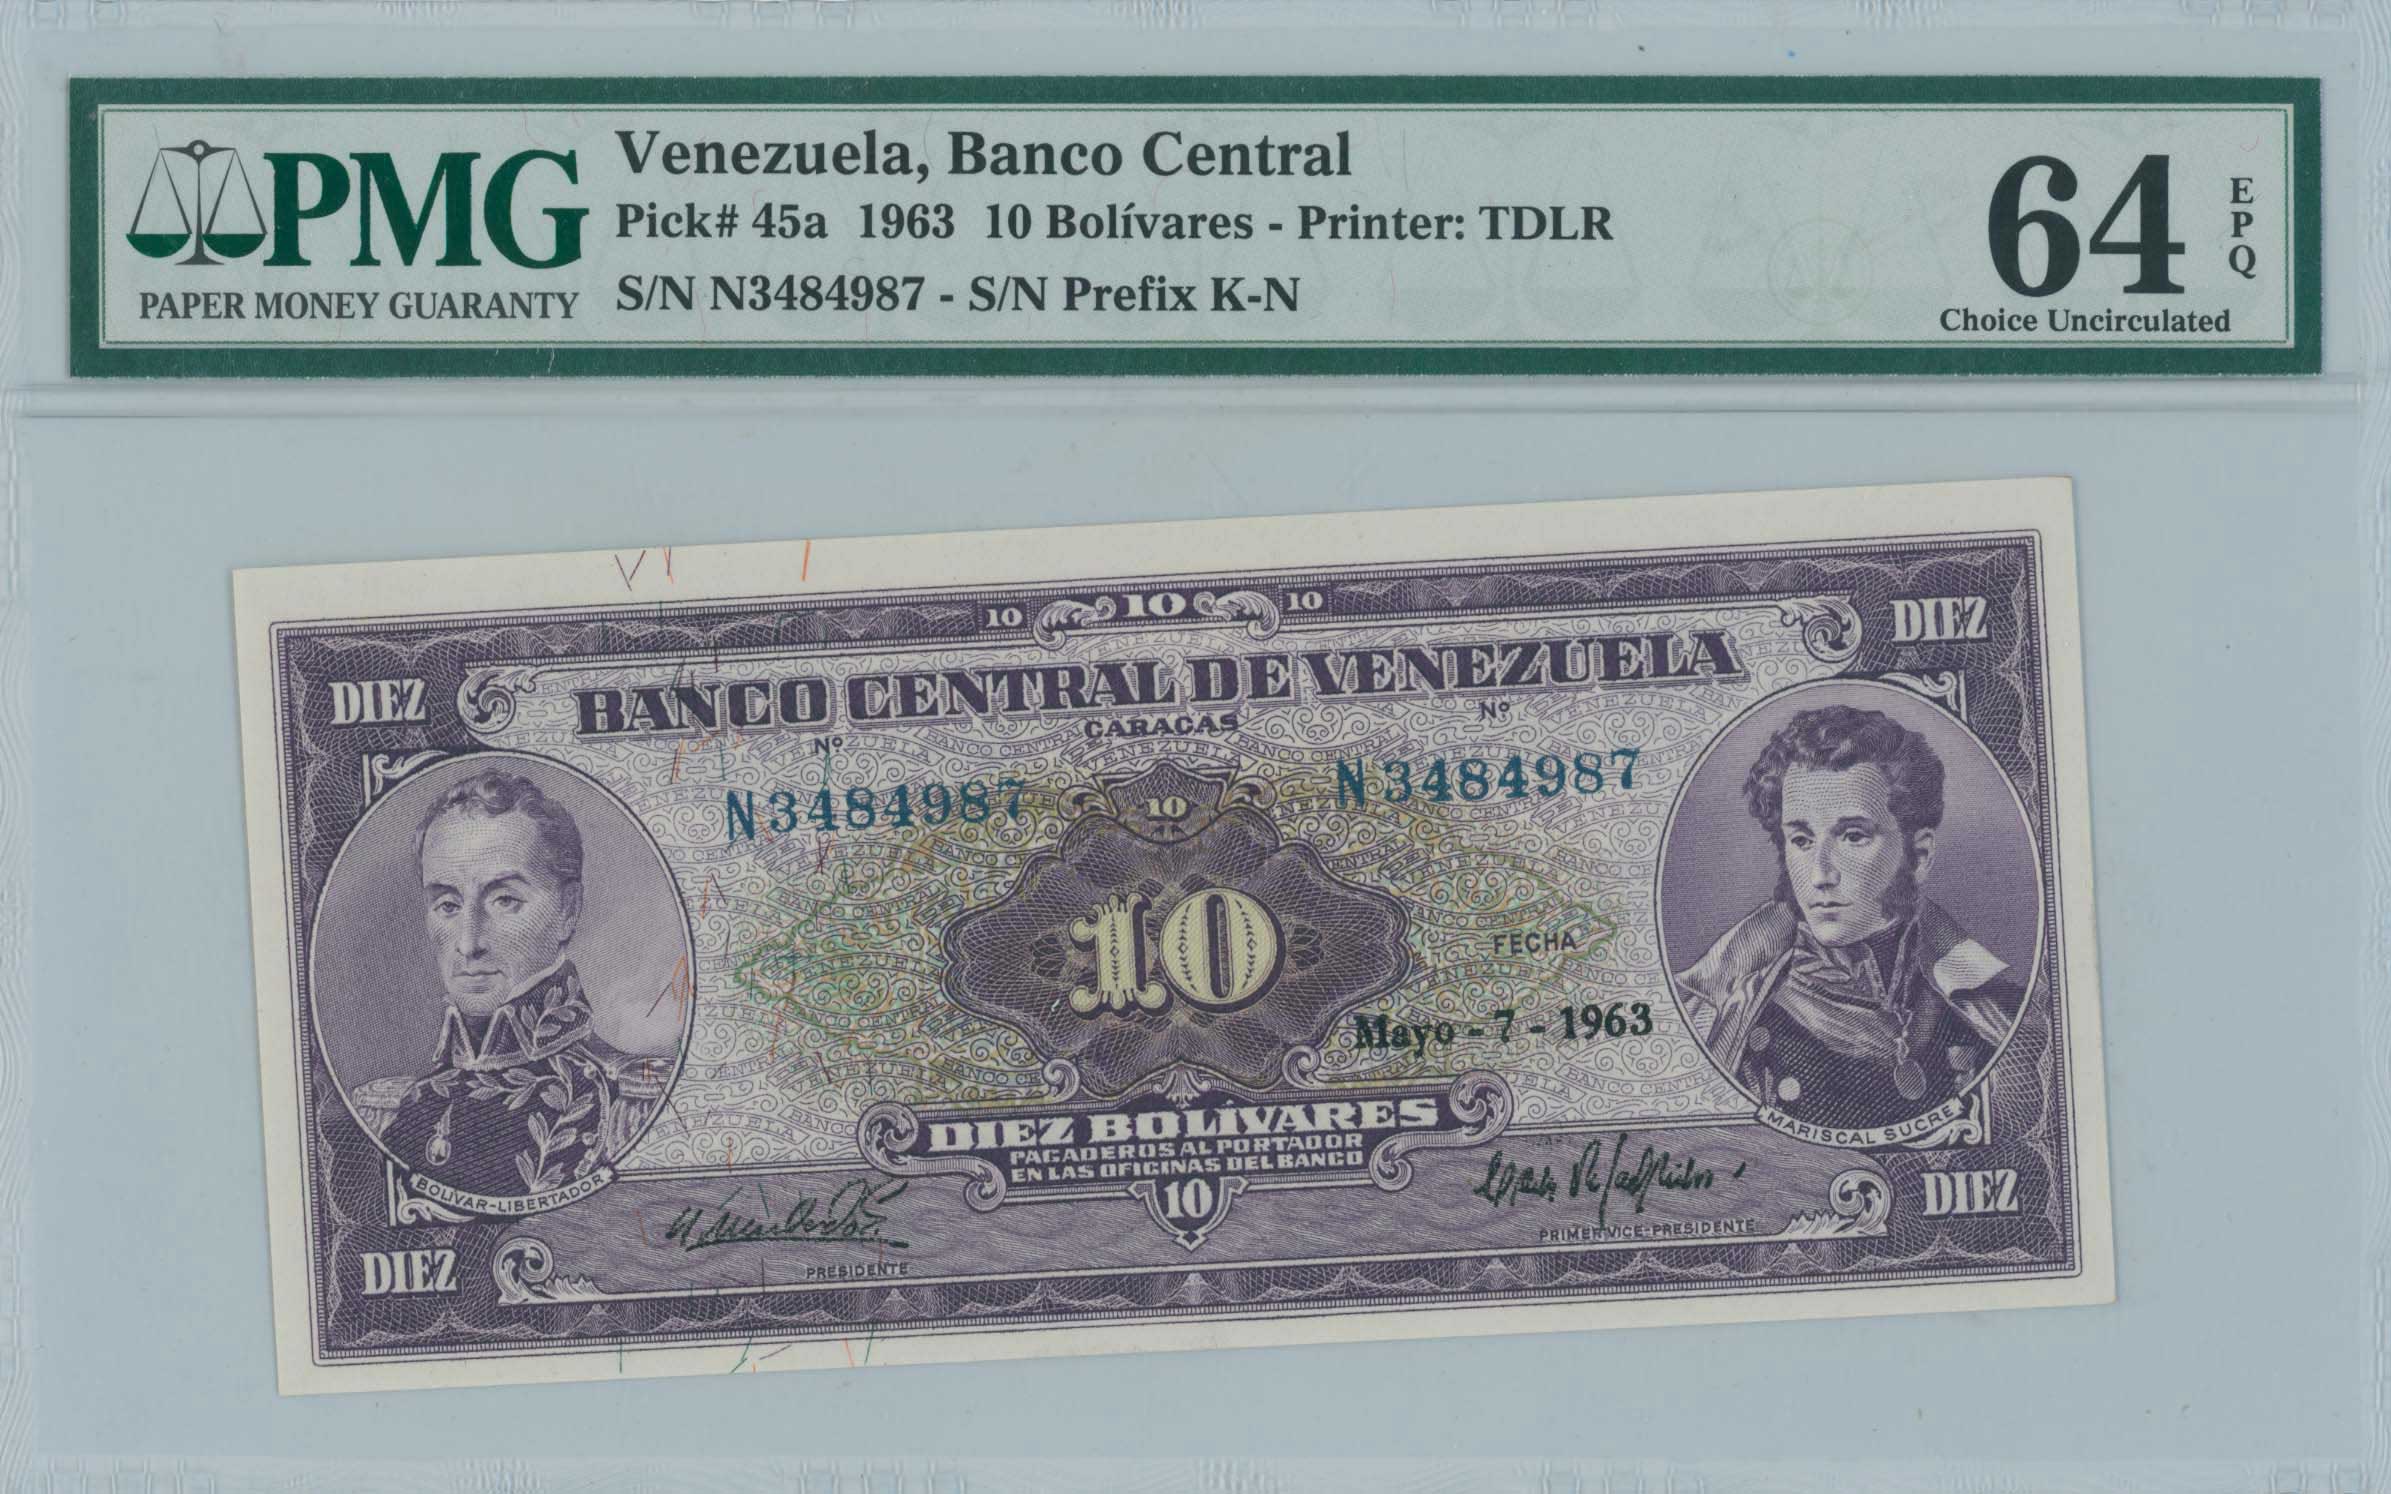 PMG
PAPER MONEY GUARANTY
Venezuela, Banco Central
Pick# 45a 1963 10 Bolívares - Printer: TDLR
S/N N3484987 - S/N Prefix K-N
64
EPQ
Choice Uncirculated
10 10 10
DIEZ DIEZ
BANCO CENTRAL DE VENEZUELA
CARACAS
Nº Nº
N3484987 N3484987
10
10
FECHA
Mayo - 7 - 1963
DIEZ BOLÍVARES
PAGADEROS AL PORTADOR
EN LAS OFICINAS DEL BANCO
10
BOLÍVAR-LIBERTADOR
MARISCAL SUCRE
PRESIDENTE
PRIMER VICE-PRESIDENTE
DIEZ DIEZ